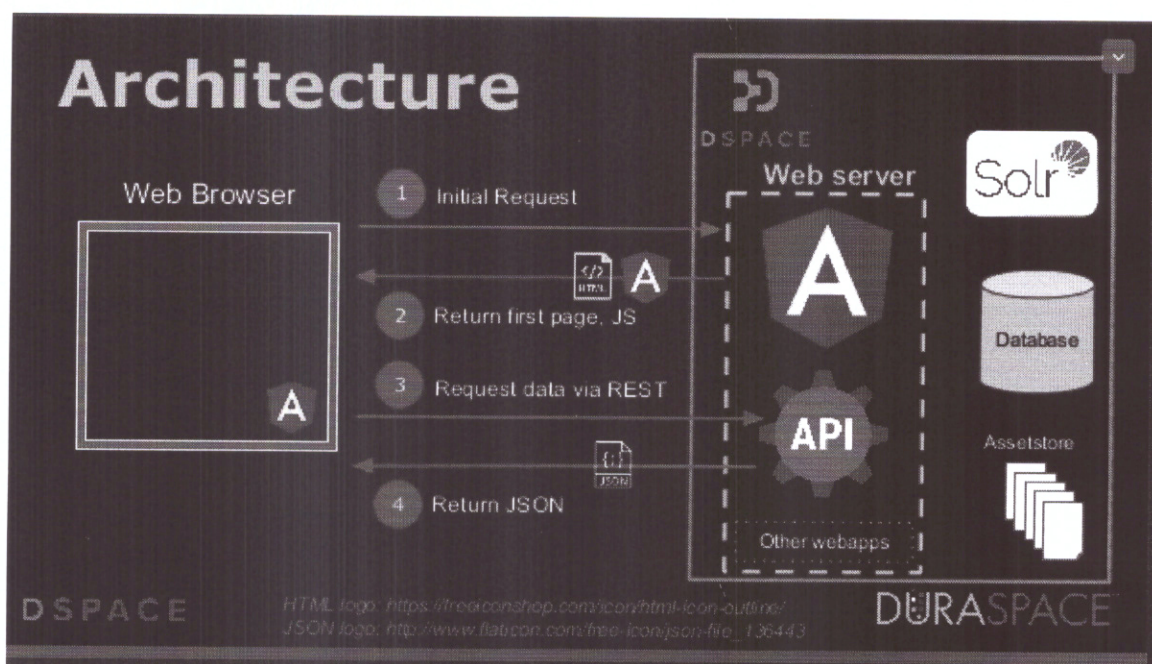 Architecture
DSPACE
Web server
Solr
Web Browser
1 Initial Request
</>
HTML
A
A
2 Return first page, JS
Database
3 Request data via REST
A
API
Assetstore
{;}
JSON
4 Return JSON
Other webapps
DSPACE
HTML logo: https://freeiconshop.com/icon/html-icon-outline/
JSON logo: http://www.flaticon.com/free-icon/json-file_136443
DURASPACE